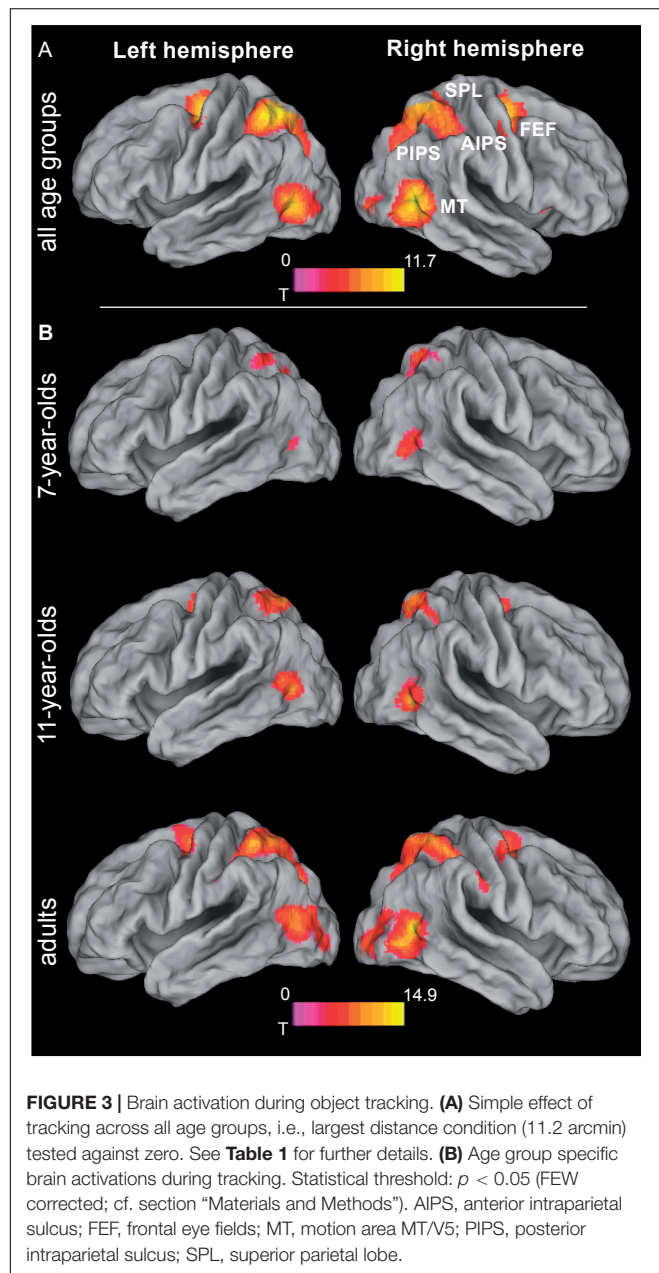 A
Left hemisphere
Right hemisphere
all age groups
SPL
FEF
AIPS
PIPS
MT
0
11.7
T
B
7-year-olds
11-year-olds
adults
0
14.9
T
FIGURE 3 | Brain activation during object tracking. (A) Simple effect of
tracking across all age groups, i.e., largest distance condition (11.2 arcmin)
tested against zero. See Table 1 for further details. (B) Age group specific
brain activations during tracking. Statistical threshold: p < 0.05 (FEW
corrected; cf. section “Materials and Methods”). AIPS, anterior intraparietal
sulcus; FEF, frontal eye fields; MT, motion area MT/V5; PIPS, posterior
intraparietal sulcus; SPL, superior parietal lobe.